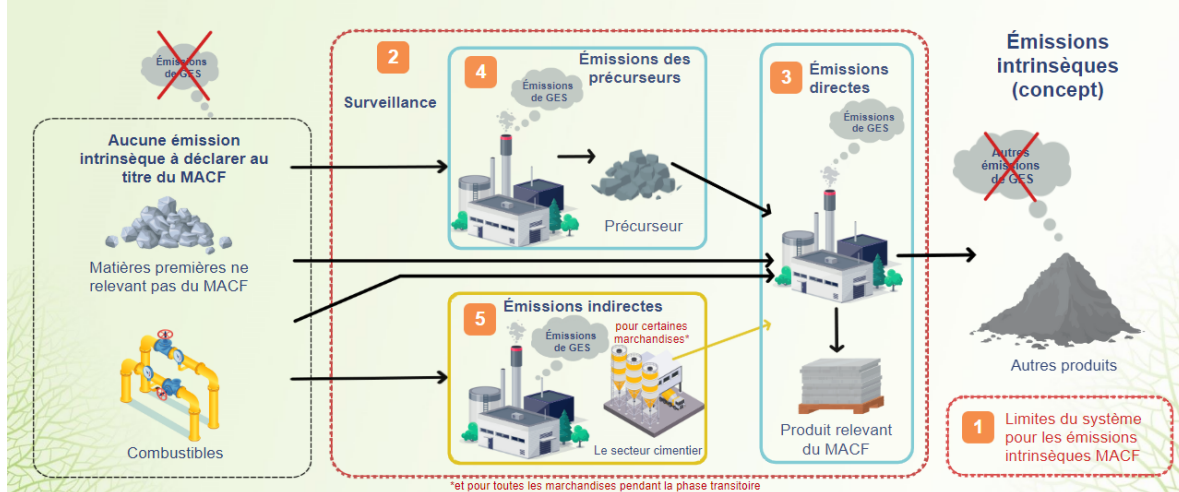 Émissions
de GES
Aucune émission
intrinsèque à déclarer au
titre du MACF
Matières premières ne
relevant pas du MACF
Combustibles
2
Surveillance
4
Émissions des
précurseurs
Émissions
de GES
Précurseur
5
Émissions indirectes
Émissions
de GES
pour certaines
marchandises*
Le secteur cimentier
3
Émissions
directes
Émissions
de GES
Produit relevant
du MACF
*et pour toutes les marchandises pendant la phase transitoire
Émissions
intrinsèques
(concept)
Autres
émissions
de GES
Autres produits
1
Limites du système
pour les émissions
intrinsèques MACF